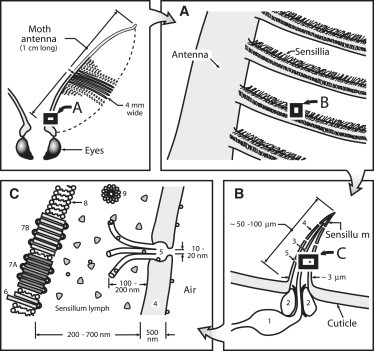 Moth
antenna
(1 cm long)
A
4 mm
wide
Eyes
A
Antenna
Sensillia
B
C
9
8
7B
7A
6
5
4
10 -
20 nm
100 -
200 nm
Sensillum lymph
Air
200 - 700 nm
500
nm
B
~ 50 -100 µm
4
3
5
Sensillu m
C
~ 3 µm
2
2
1
Cuticle